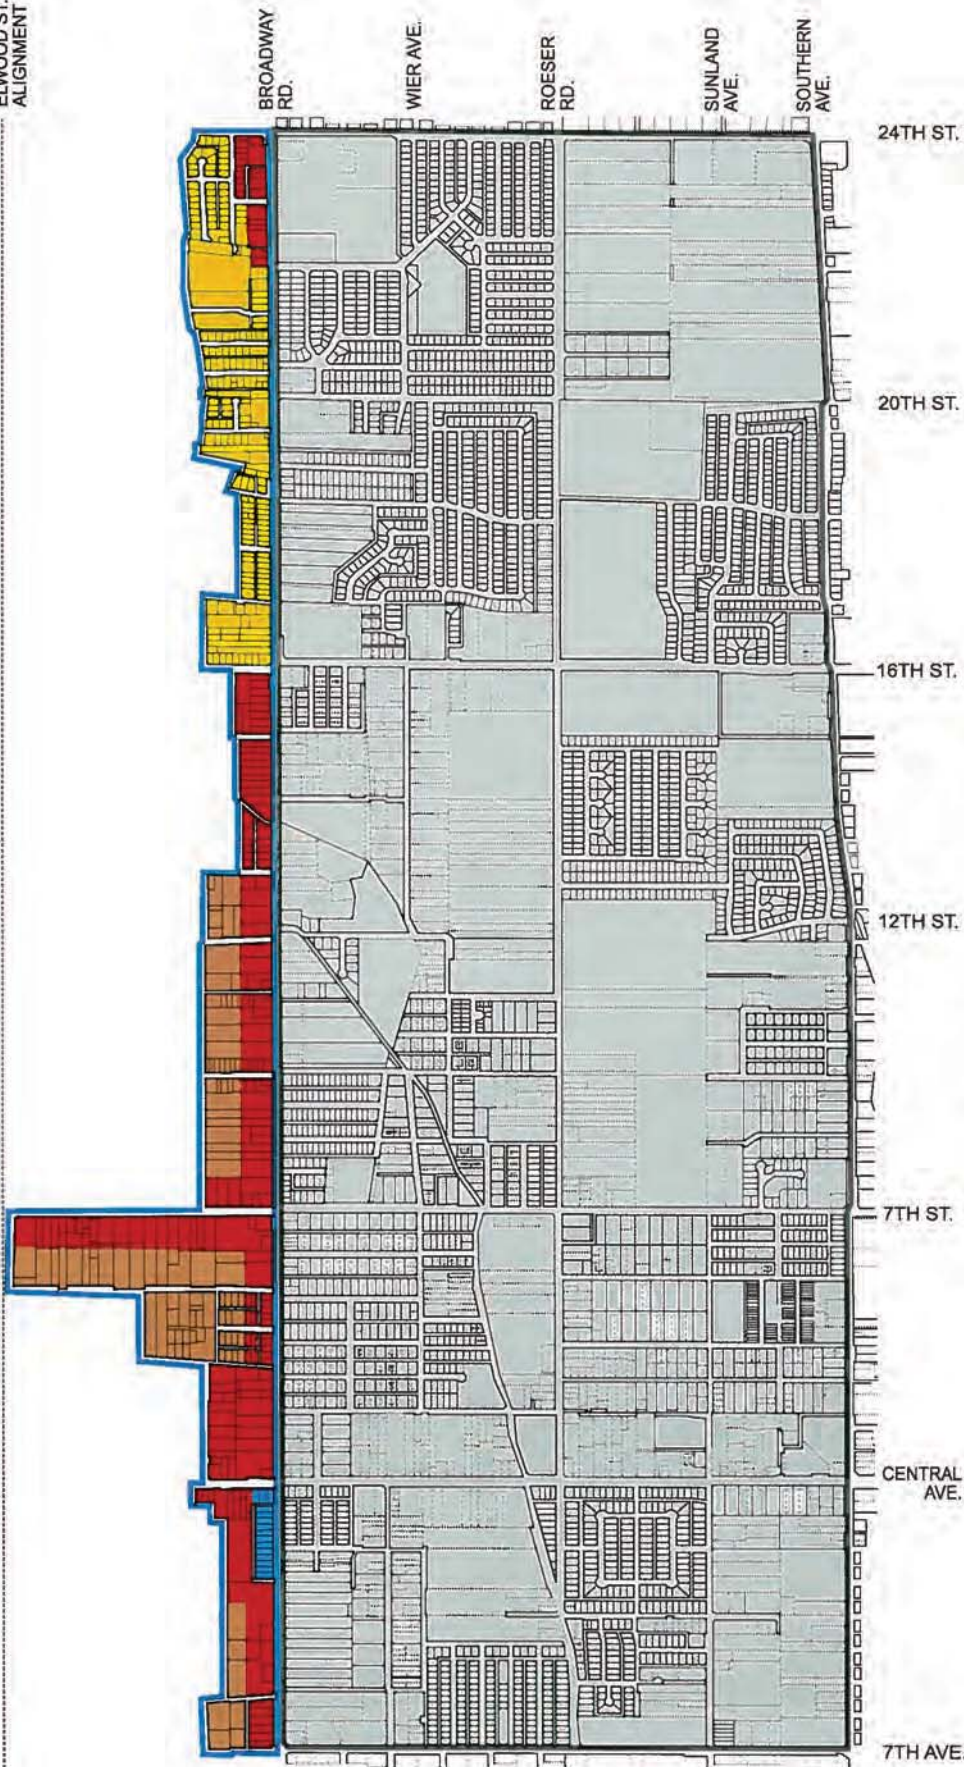 ELWOOD ST.
ALIGNMENT
BROADWAY
RD.
WIER AVE.
ROESER
RD.
SUNLAND
AVE.
SOUTHERN
AVE.
24TH ST.
20TH ST.
16TH ST.
12TH ST.
7TH ST.
CENTRAL
AVE.
7TH AVE.